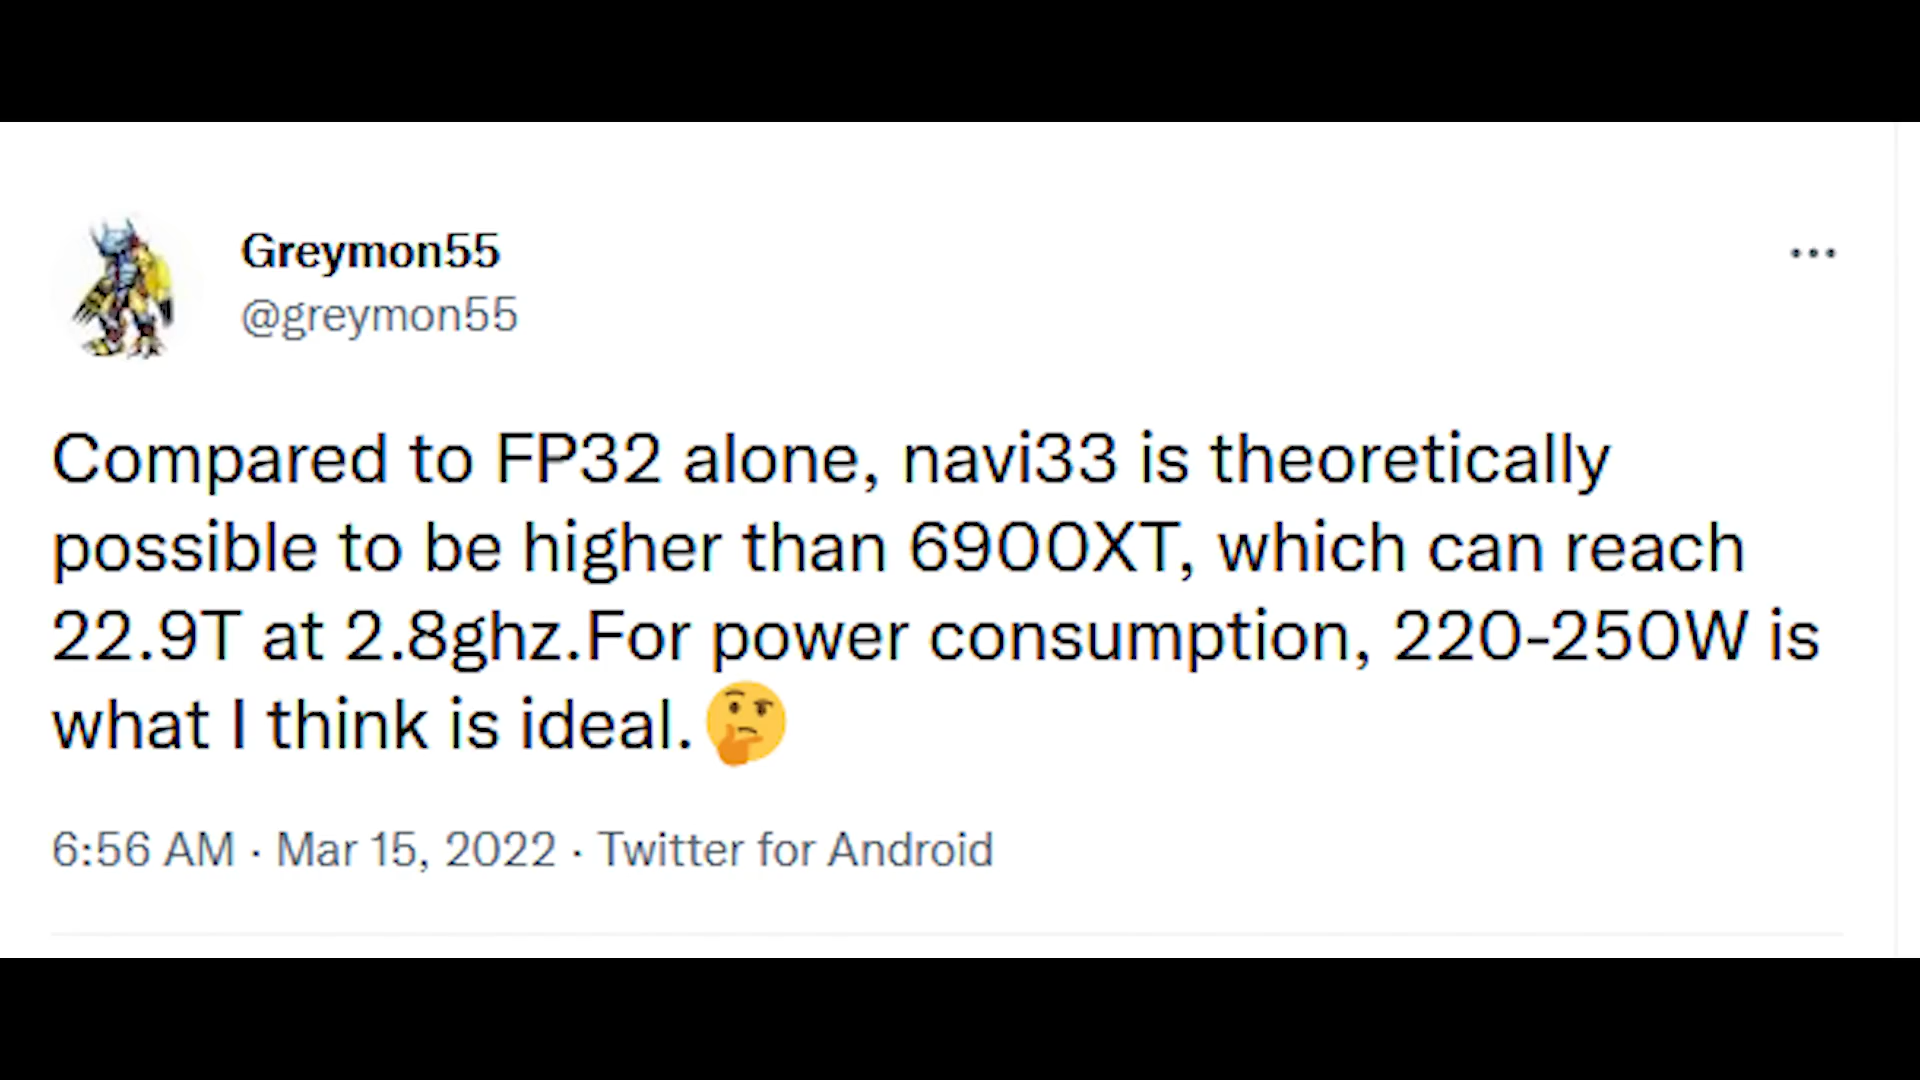 Greymon55
@greymon55
Compared to FP32 alone, navi33 is theoretically
possible to be higher than 6900XT, which can reach
22.9T at 2.8ghz.For power consumption, 220-250W is
what I think is ideal.🤔
6:56 AM · Mar 15, 2022 · Twitter for Android